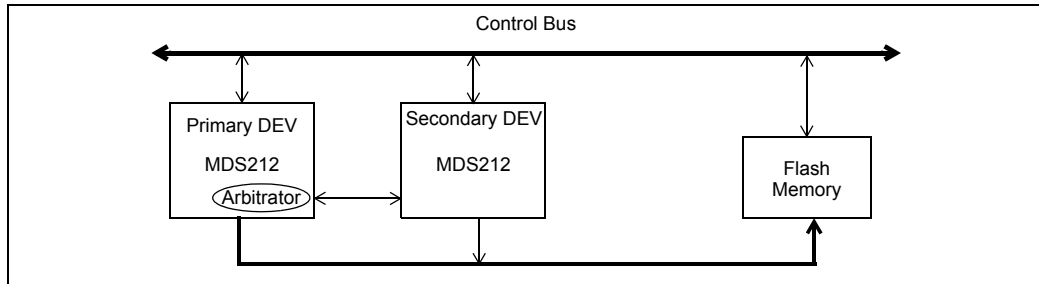 Control Bus
Primary DEV
MDS212
Arbitrator
Secondary DEV
MDS212
Flash
Memory